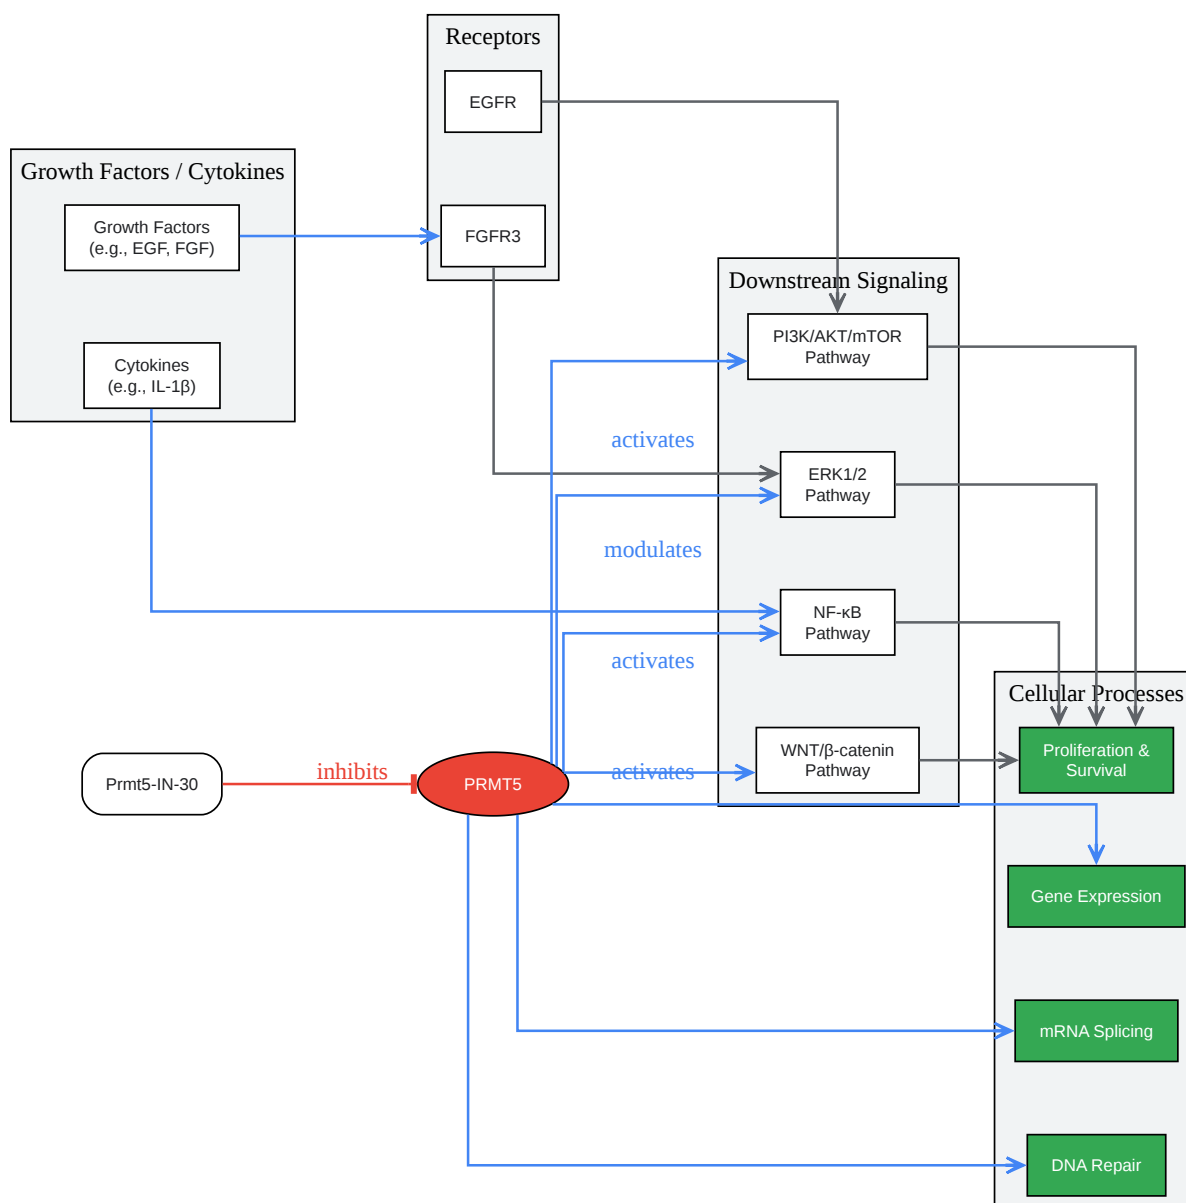 Receptors
EGFR
FGFR3
Growth Factors / Cytokines
Growth Factors
(e.g., EGF, FGF)
Cytokines
(e.g., IL-1β)
Downstream Signaling
PI3K/AKT/mTOR
Pathway
activates
ERK1/2
Pathway
modulates
NF-κB
Pathway
activates
WNT/β-catenin
Pathway
activates
Prmt5-IN-30
inhibits
PRMT5
Cellular Processes
Proliferation &
Survival
Gene Expression
mRNA Splicing
DNA Repair